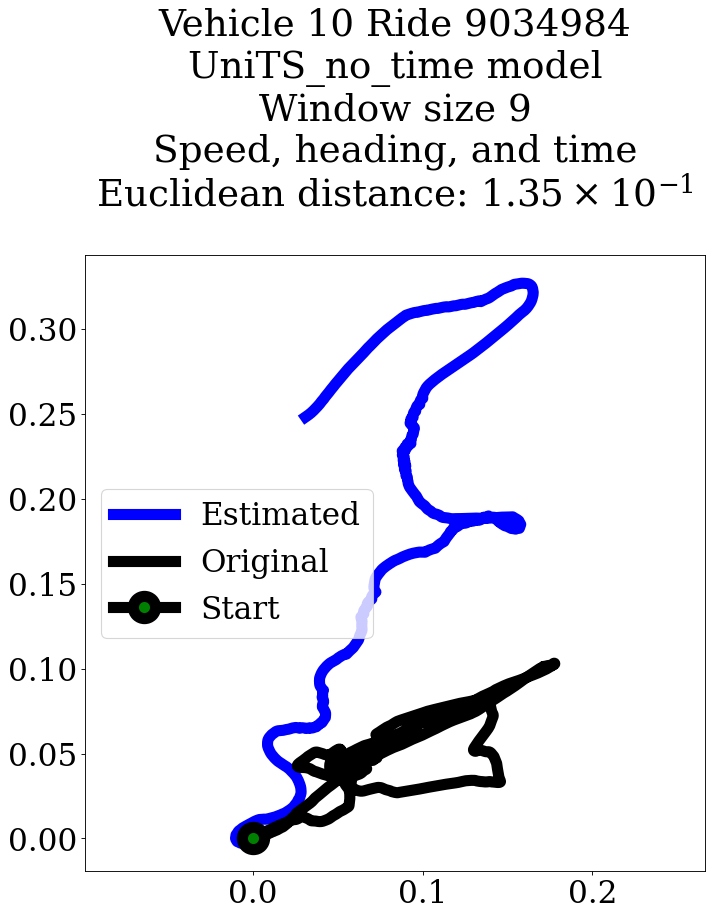 Vehicle 10 Ride 9034984
UniTS_no_time model
Window size 9
Speed, heading, and time
Euclidean distance: $1.35 \times 10^{-1}$
0.30
0.25
0.20
0.15
0.10
0.05
0.00
Estimated
Original
Start
0.0 0.1 0.2